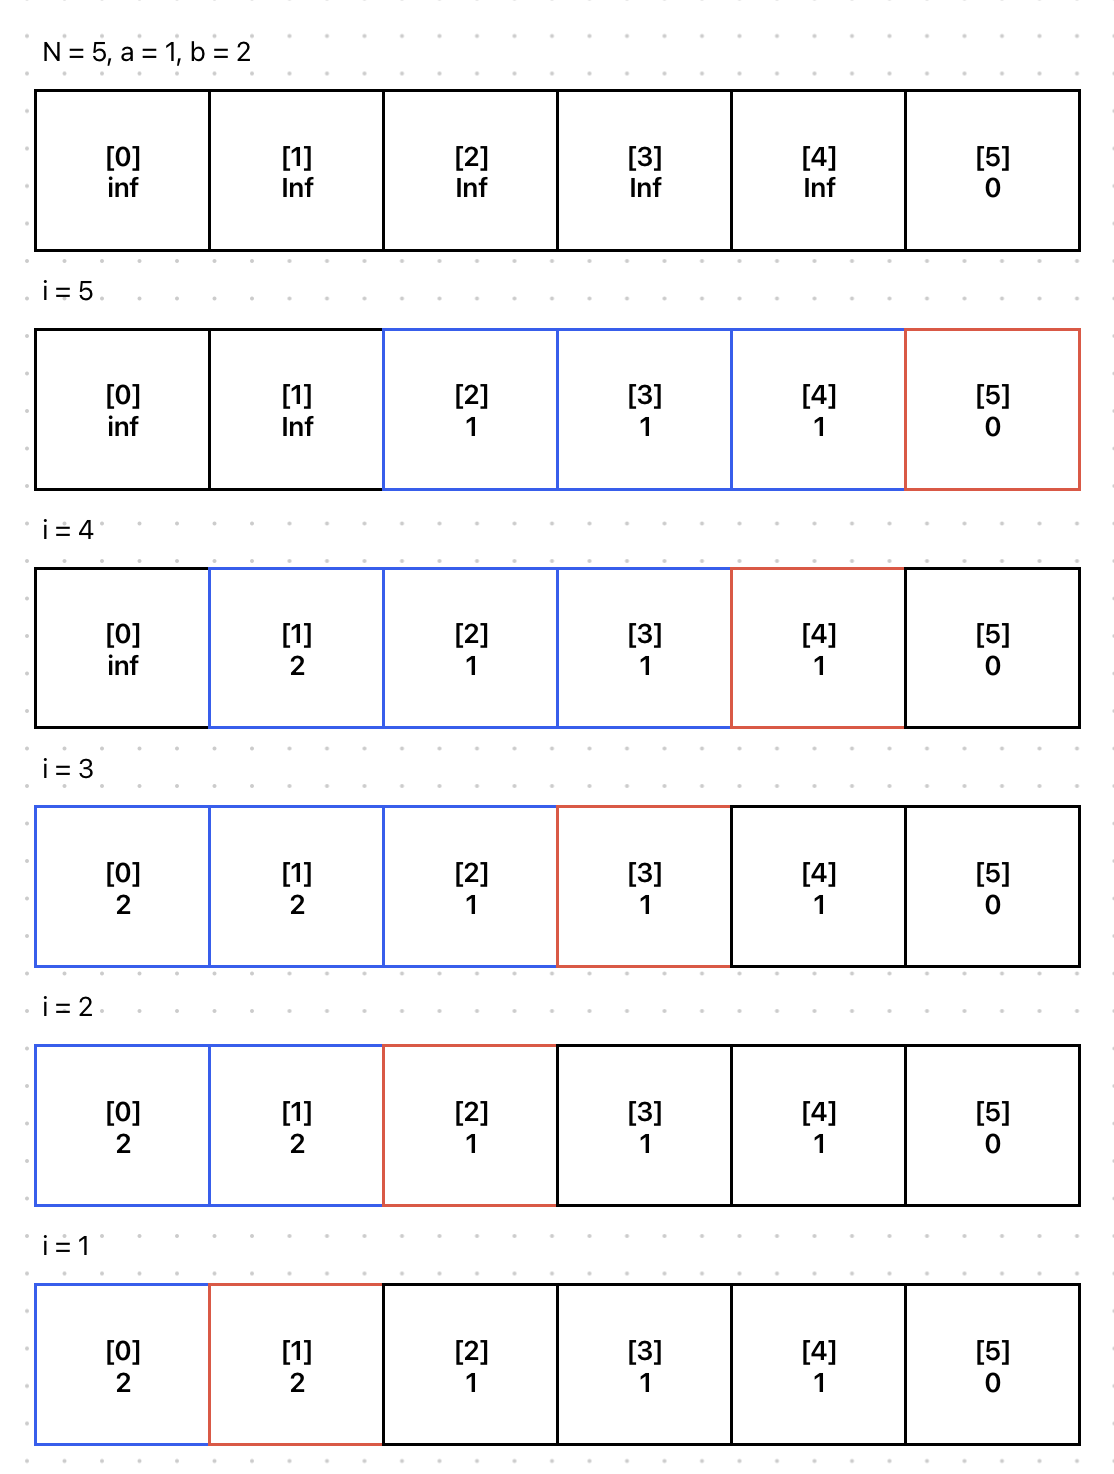 N = 5, a = 1, b = 2
[0] [1] [2] [3] [4] [5]
inf Inf Inf Inf Inf 0
i = 5
[0] [1] [2] [3] [4] [5]
inf Inf 1 1 1 0
i = 4
[0] [1] [2] [3] [4] [5]
inf 2 1 1 1 0
i = 3
[0] [1] [2] [3] [4] [5]
2 2 1 1 1 0
i = 2
[0] [1] [2] [3] [4] [5]
2 2 1 1 1 0
i = 1
[0] [1] [2] [3] [4] [5]
2 2 1 1 1 0